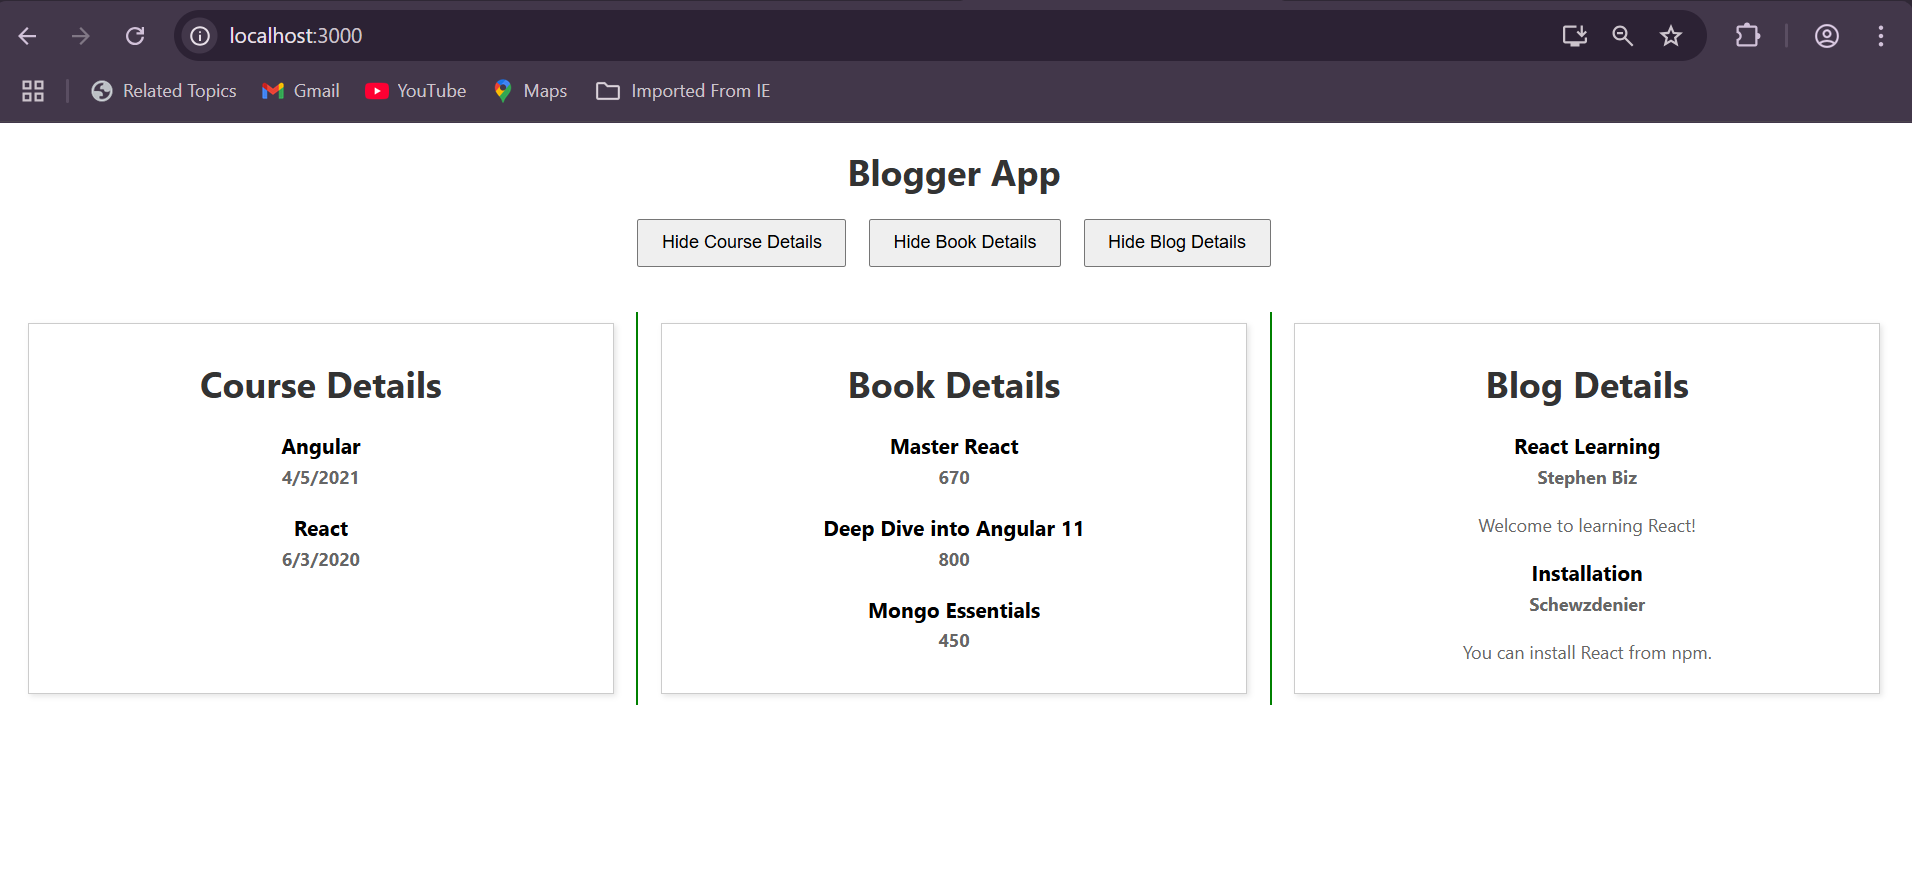 localhost:3000
Related Topics Gmail YouTube Maps Imported From IE
Blogger App
Hide Course Details Hide Book Details Hide Blog Details
Course Details
Angular
4/5/2021
React
6/3/2020
Book Details
Master React
670
Deep Dive into Angular 11
800
Mongo Essentials
450
Blog Details
React Learning
Stephen Biz
Welcome to learning React!
Installation
Schewzdenier
You can install React from npm.